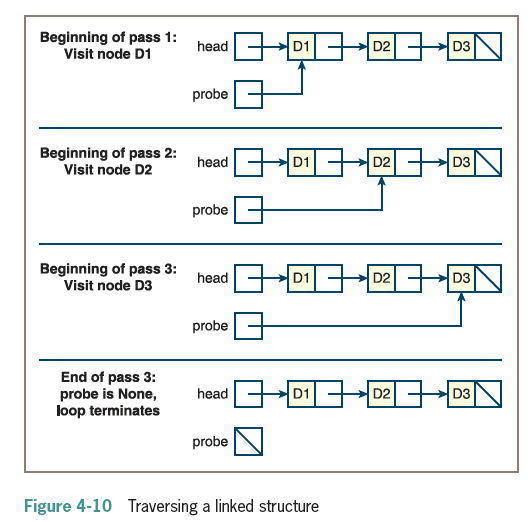 Beginning of pass 1:
Visit node D1
head D1 D2 D3
probe
Beginning of pass 2:
Visit node D2
head D1 D2 D3
probe
Beginning of pass 3:
Visit node D3
head D1 D2 D3
probe
End of pass 3:
probe is None,
loop terminates
head D1 D2 D3
probe
Figure 4-10 Traversing a linked structure